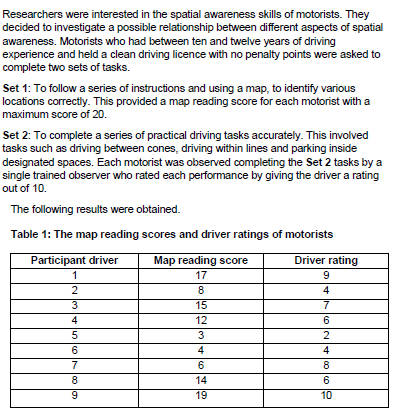 Researchers were interested in the spatial awareness skills of motorists. They
decided to investigate a possible relationship between different aspects of spatial
awareness. Motorists who had between ten and twelve years of driving
experience and held a clean driving licence with no penalty points were asked to
complete two sets of tasks.
Set 1: To follow a series of instructions and using a map, to identify various
locations correctly. This provided a map reading score for each motorist with a
maximum score of 20.
Set 2: To complete a series of practical driving tasks accurately. This involved
tasks such as driving between cones, driving within lines and parking inside
designated spaces. Each motorist was observed completing the Set 2 tasks by a
single trained observer who rated each performance by giving the driver a rating
out of 10.
The following results were obtained.
Table 1: The map reading scores and driver ratings of motorists
Participant driver Map reading score Driver rating
1 17 9
2 8 4
3 15 7
4 12 6
5 3 2
6 4 4
7 6 8
8 14 6
9 19 10